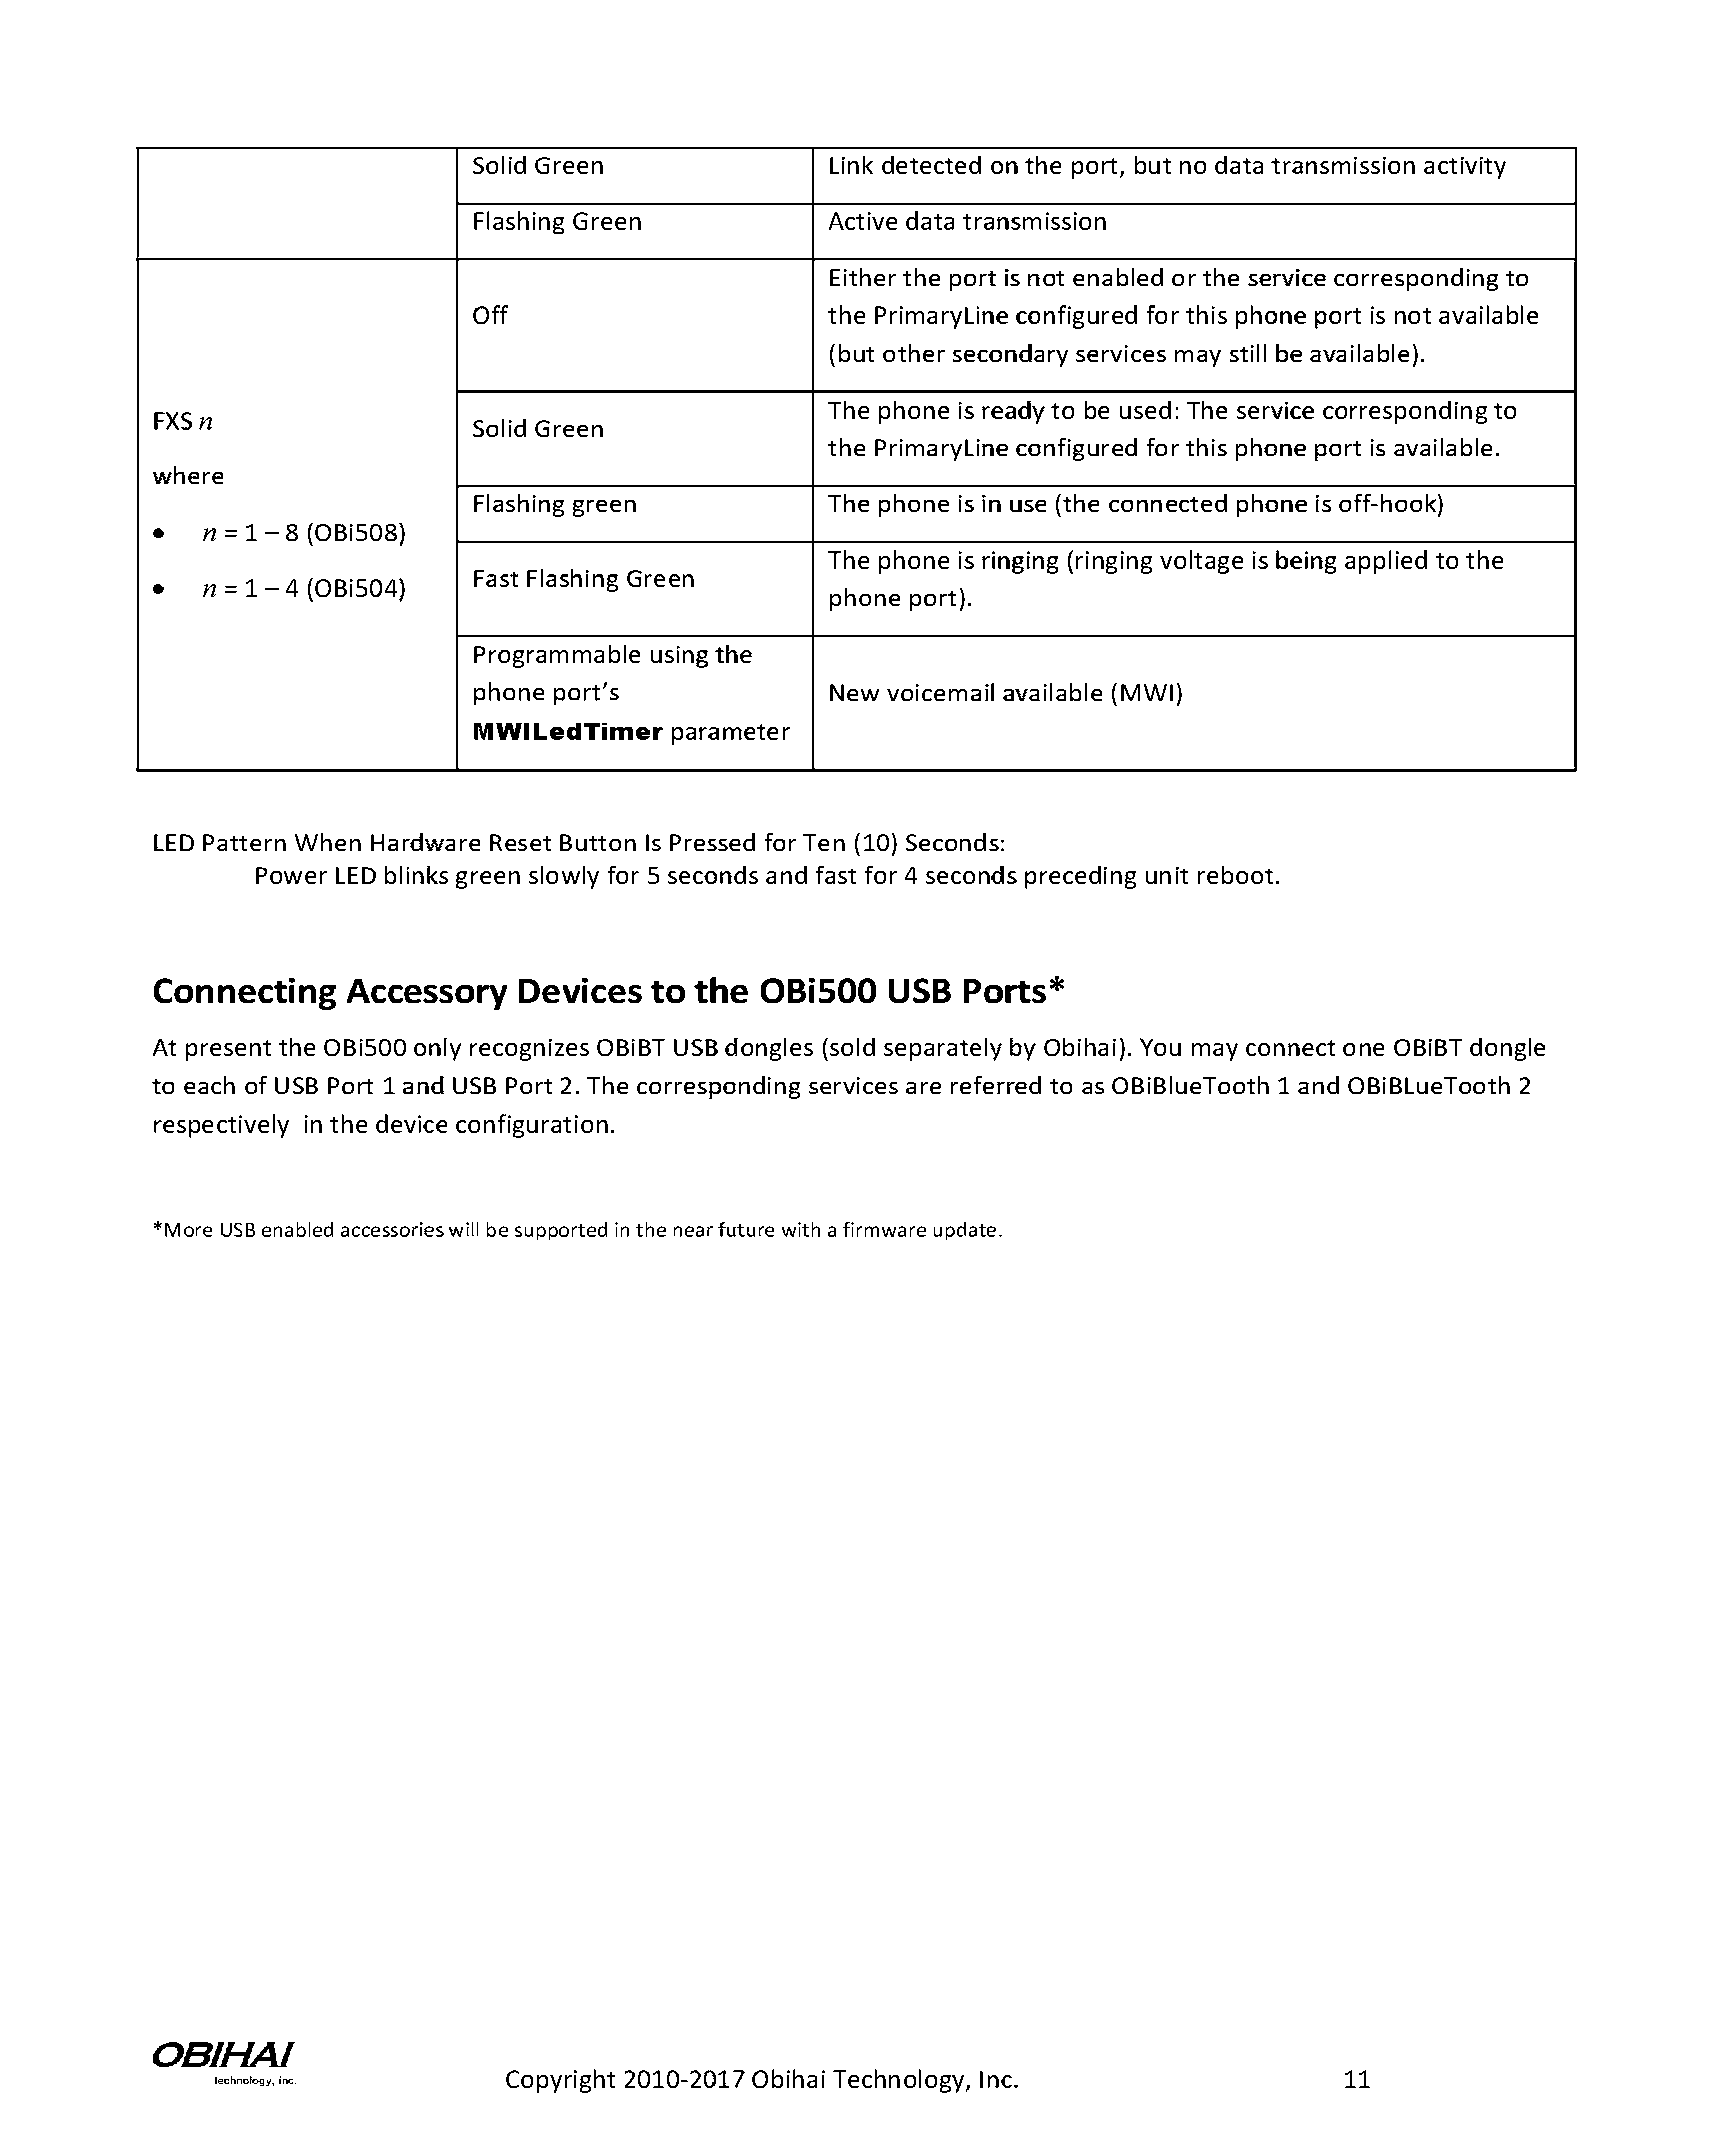 Solid Green
Link detected on the port, but no data transmission activity
Flashing Green
Active data transmission
FXS n
where
• n = 1 – 8 (OBi508)
• n = 1 – 4 (OBi504)
Off
Either the port is not enabled or the service corresponding to
the PrimaryLine configured for this phone port is not available
(but other secondary services may still be available).
Solid Green
The phone is ready to be used: The service corresponding to
the PrimaryLine configured for this phone port is available.
Flashing green
The phone is in use (the connected phone is off-hook)
Fast Flashing Green
The phone is ringing (ringing voltage is being applied to the
phone port).
Programmable using the
phone port’s
MWILedTimer parameter
New voicemail available (MWI)
LED Pattern When Hardware Reset Button Is Pressed for Ten (10) Seconds:
Power LED blinks green slowly for 5 seconds and fast for 4 seconds preceding unit reboot.
Connecting Accessory Devices to the OBi500 USB Ports*
At present the OBi500 only recognizes OBiBT USB dongles (sold separately by Obihai). You may connect one OBiBT dongle
to each of USB Port 1 and USB Port 2. The corresponding services are referred to as OBiBlueTooth 1 and OBiBLueTooth 2
respectively  in the device configuration.
*More USB enabled accessories will be supported in the near future with a firmware update.
OBIHAI
Technology, Inc.
Copyright 2010-2017 Obihai Technology, Inc.
11